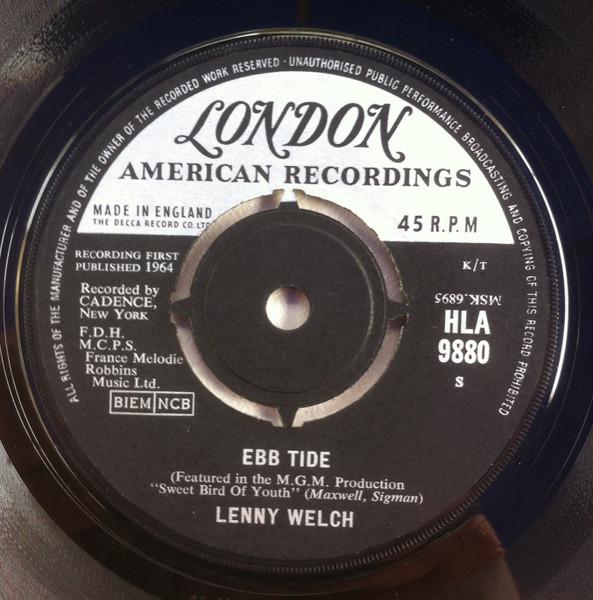 ALL RIGHTS OF THE MANUFACTURER AND OF THE OWNER OF THE RECORDED WORK RESERVED · UNAUTHORISED PUBLIC PERFORMANCE BROADCASTING AND COPYING OF THIS RECORD PROHIBITED
LONDON
AMERICAN RECORDINGS
MADE IN ENGLAND
THE DECCA RECORD CO. LTD
45 R.P.M
RECORDING FIRST
PUBLISHED 1964
K/T
Recorded by
CADENCE,
NEW YORK
MSK.6895
HLA
9880
S
F.D.H.
M.C.P.S.
France Melodie
Robbins
Music Ltd.
BIEM NCB
EBB TIDE
(Featured in the M.G.M. Production
"Sweet Bird Of Youth" (Maxwell, Sigman)
LENNY WELCH